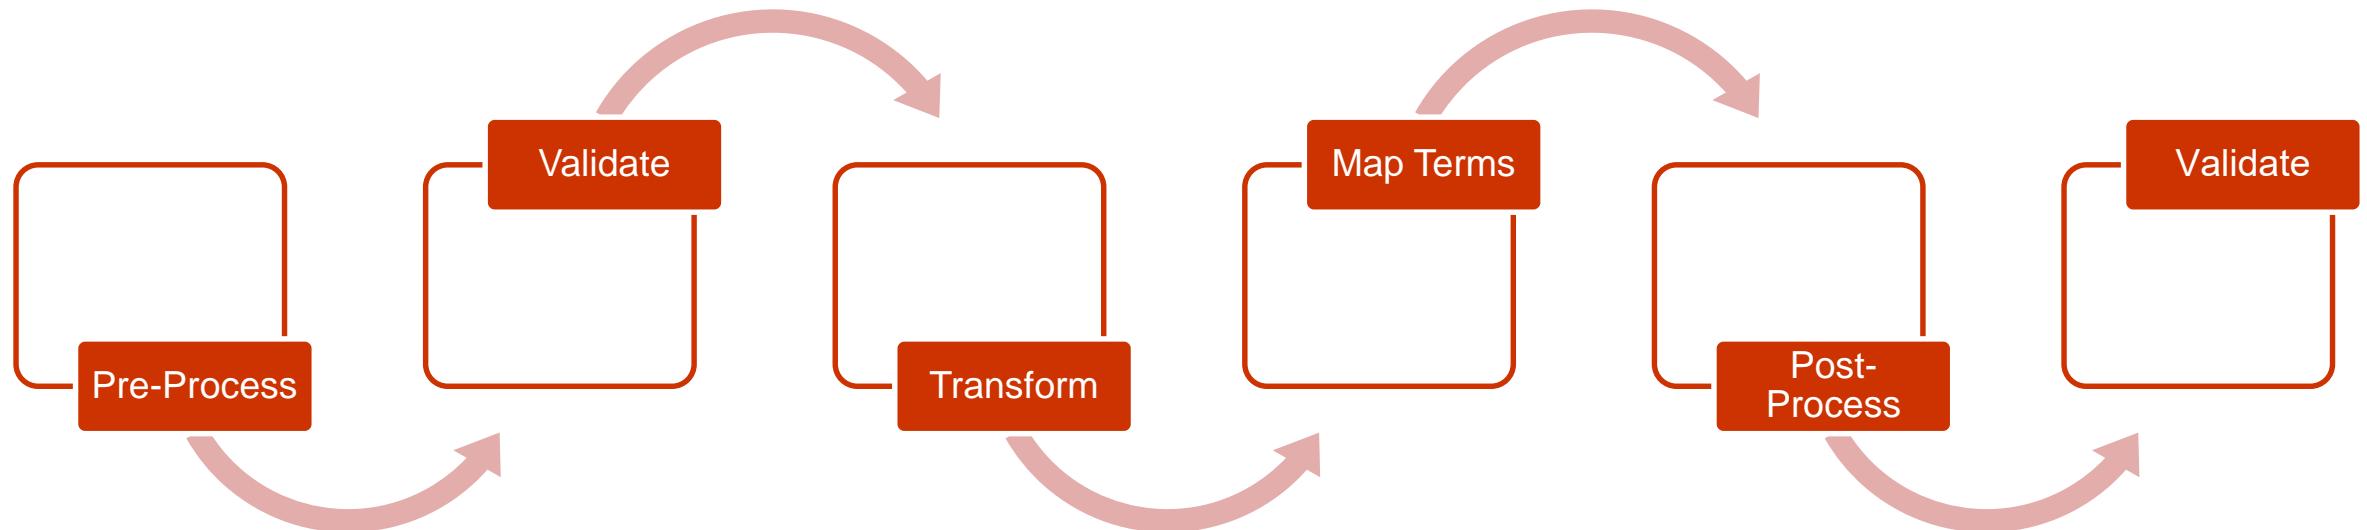 Pre-Process
Validate
Transform
Map Terms
Post-
Process
Validate